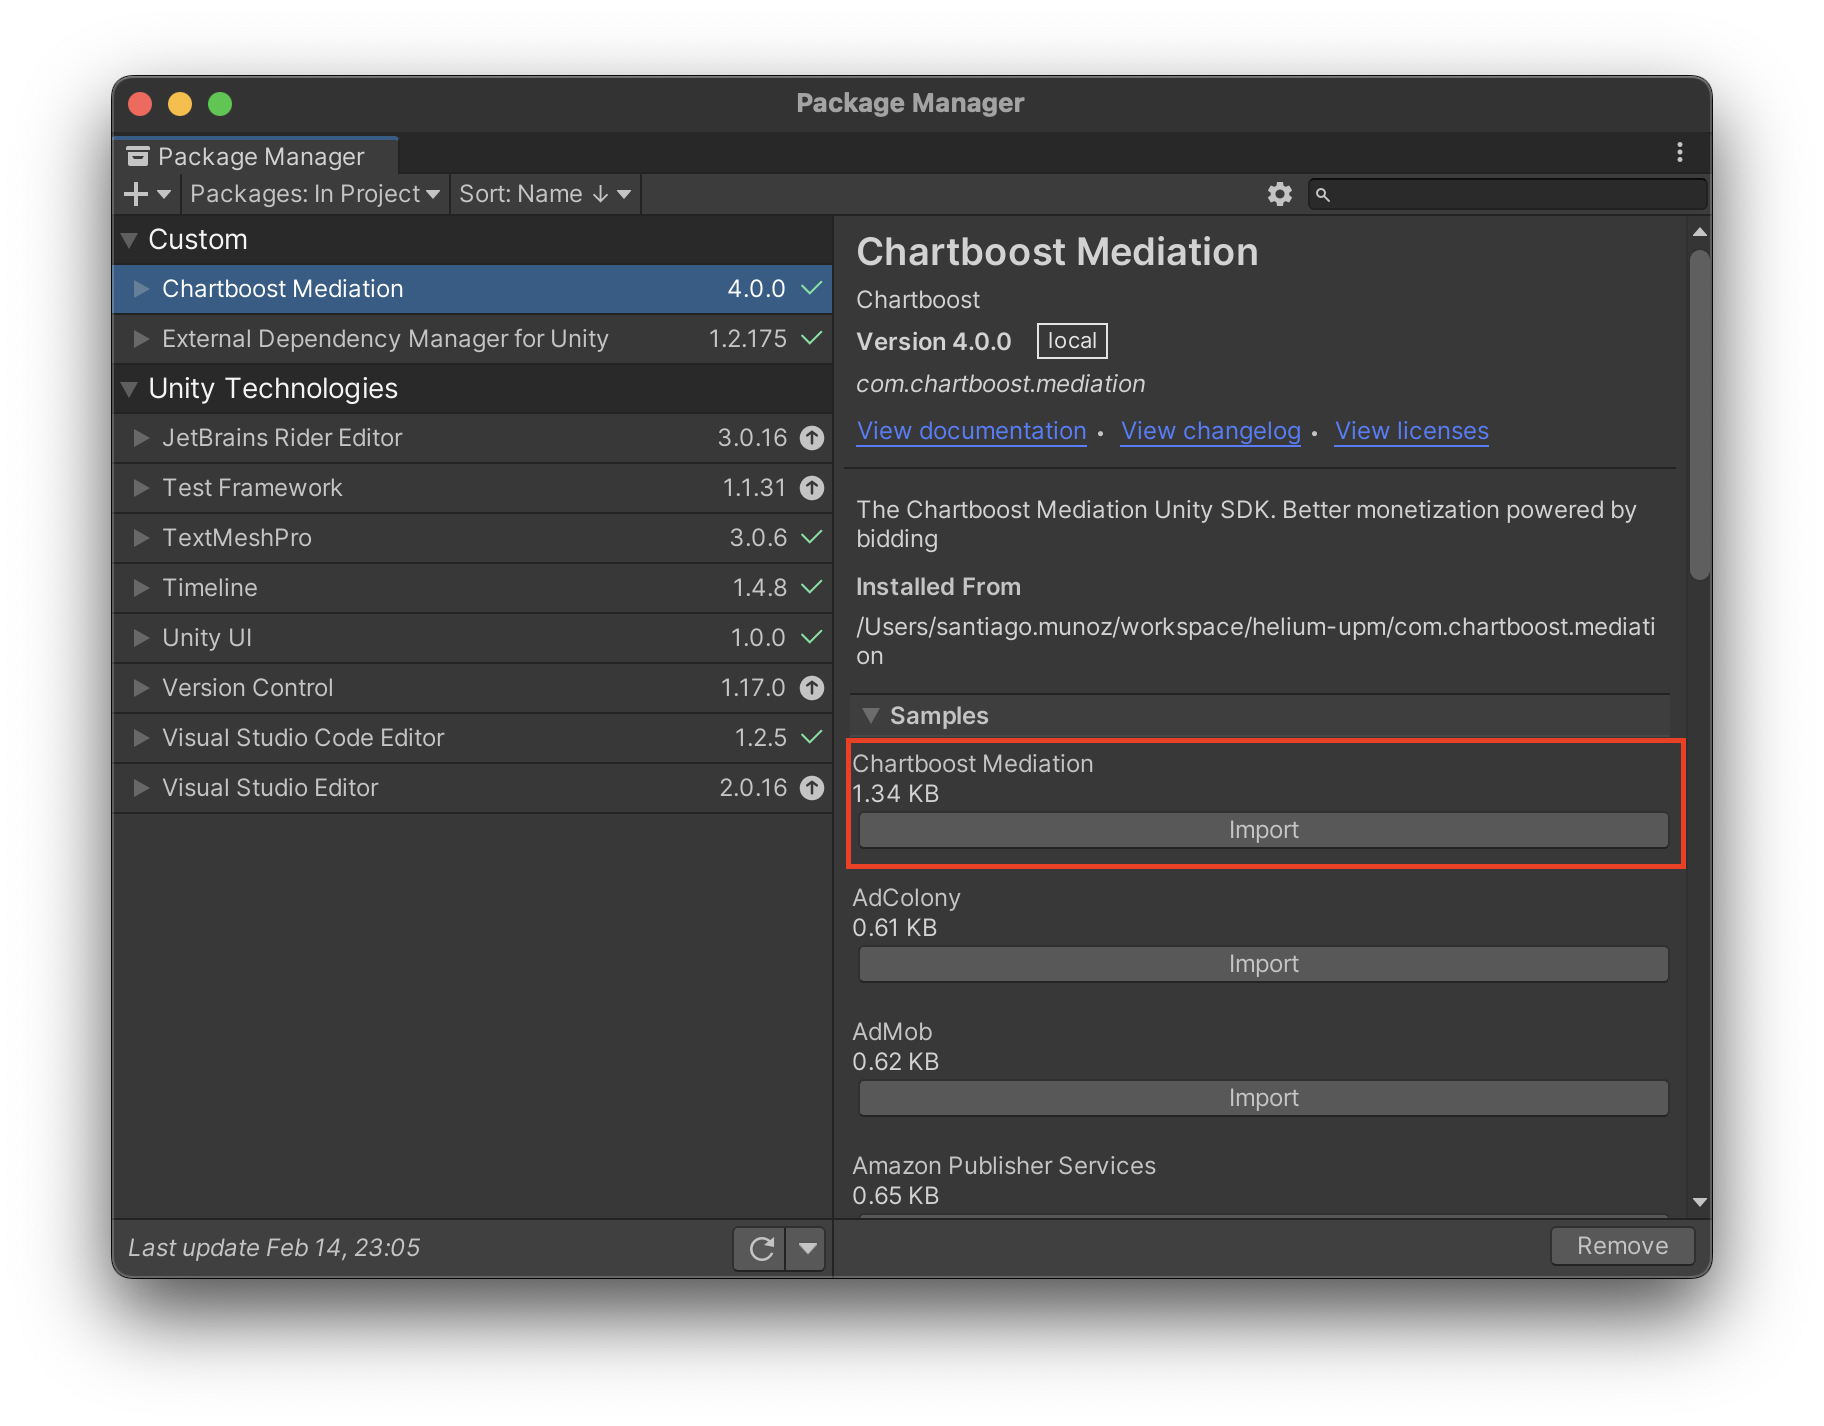 Package Manager
Package Manager
Packages: In Project
Sort: Name ↓
Custom
Chartboost Mediation 4.0.0
External Dependency Manager for Unity 1.2.175
Unity Technologies
JetBrains Rider Editor 3.0.16
Test Framework 1.1.31
TextMeshPro 3.0.6
Timeline 1.4.8
Unity UI 1.0.0
Version Control 1.17.0
Visual Studio Code Editor 1.2.5
Visual Studio Editor 2.0.16
Last update Feb 14, 23:05
Chartboost Mediation
Chartboost
Version 4.0.0 local
com.chartboost.mediation
View documentation • View changelog • View licenses
The Chartboost Mediation Unity SDK. Better monetization powered by
bidding
Installed From
/Users/santiago.munoz/workspace/helium-upm/com.chartboost.mediati
on
Samples
Chartboost Mediation
1.34 KB
Import
AdColony
0.61 KB
Import
AdMob
0.62 KB
Import
Amazon Publisher Services
0.65 KB
Remove